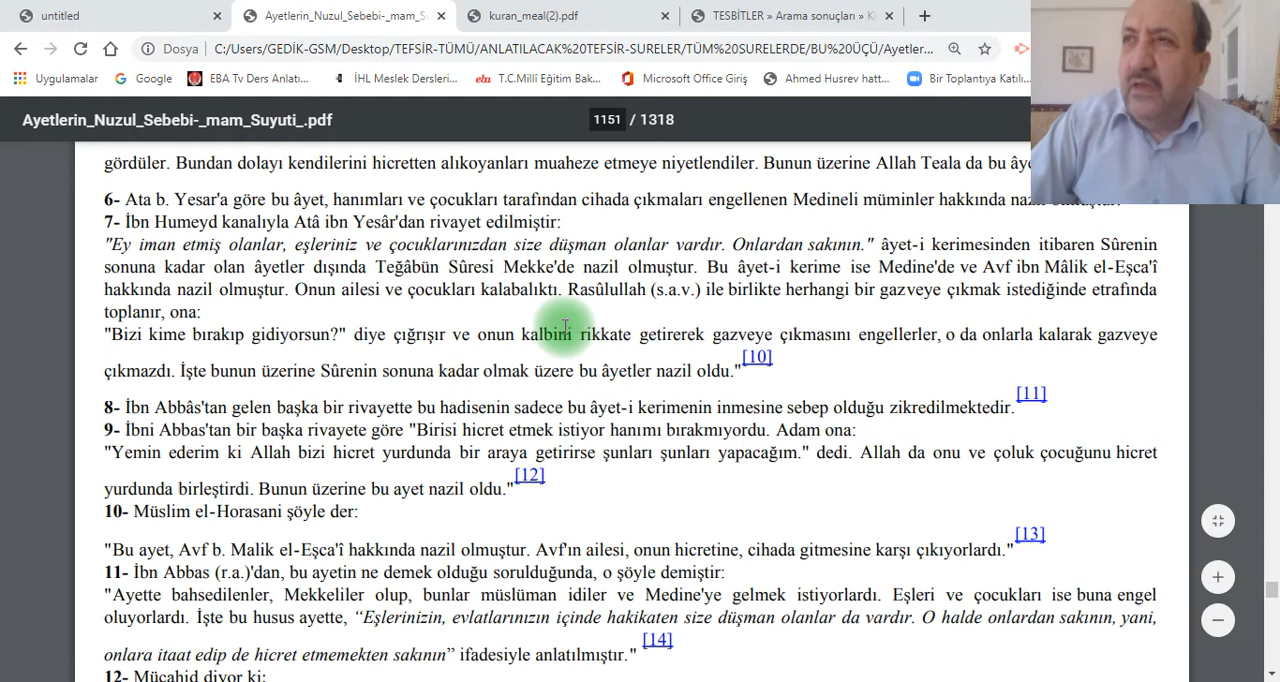 untitled
Ayetlerin_Nuzul_Sebebi-_mam_S
kuran_meal(2).pdf
TESBİTLER » Arama sonuçları » K
Dosya
C:/Users/GEDİK-GSM/Desktop/TEFSİR-TÜMÜ/ANLATILACAK%20TEFSİR-SURELER/TÜM%20SURELERDE/BU%20ÜÇÜ/Ayetler...
Uygulamalar
Google
EBA Tv Ders Anlatı...
İHL Meslek Dersleri...
eba
T.C.Millî Eğitim Bak...
Microsoft Office Giriş
Ahmed Husrev hatt...
Bir Toplantıya Katılı...
Ayetlerin_Nuzul_Sebebi-_mam_Suyuti_.pdf
1151 / 1318
gördüler. Bundan dolayı kendilerini hicretten alıkoyanları muaheze etmeye niyetlendiler. Bunun üzerine Allah Teala da bu
6- Ata b. Yesar'a göre bu âyet, hanımları ve çocukları tarafından cihada çıkmaları engellenen Medineli müminler hakkında
7- İbn Humeyd kanalıyla Atâ ibn Yesâr'dan rivayet edilmiştir:
"Ey iman etmiş olanlar, eşleriniz ve çocuklarınızdan size düşman olanlar vardır. Onlardan sakının." âyet-i kerimesinden itibaren Sûrenin
sonuna kadar olan âyetler dışında Teğâbün Sûresi Mekke'de nazil olmuştur. Bu âyet-i kerime ise Medine'de ve Avf ibn Mâlik el-Eşca'î
hakkında nazil olmuştur. Onun ailesi ve çocukları kalabalıktı. Rasûlullah (s.a.v.) ile birlikte herhangi bir gazveye çıkmak istediğinde etrafında
toplanır, ona:
"Bizi kime bırakıp gidiyorsun?" diye çığrışır ve onun kalbini rikkate getirerek gazveye çıkmasını engellerler, o da onlarla kalarak gazveye
çıkmazdı. İşte bunun üzerine Sûrenin sonuna kadar olmak üzere bu âyetler nazil oldu."[10]
8- İbn Abbâs'tan gelen başka bir rivayette bu hadisenin sadece bu âyet-i kerimenin inmesine sebep olduğu zikredilmektedir.[11]
9- İbni Abbas'tan bir başka rivayete göre "Birisi hicret etmek istiyor hanımı bırakmıyordu. Adam ona:
"Yemin ederim ki Allah bizi hicret yurdunda bir araya getirirse şunları şunları yapacağım." dedi. Allah da onu ve çoluk çocuğunu hicret
yurdunda birleştirdi. Bunun üzerine bu ayet nazil oldu."[12]
10- Müslim el-Horasani şöyle der:
"Bu ayet, Avf b. Malik el-Eşca'î hakkında nazil olmuştur. Avf'ın ailesi, onun hicretine, cihada gitmesine karşı çıkıyorlardı."[13]
11- İbn Abbas (r.a.)'dan, bu ayetin ne demek olduğu sorulduğunda, o şöyle demiştir:
"Ayette bahsedilenler, Mekkeliler olup, bunlar müslüman idiler ve Medine'ye gelmek istiyorlardı. Eşleri ve çocukları ise buna engel
oluyorlardı. İşte bu husus ayette, “Eşlerinizin, evlatlarınızın içinde hakikaten size düşman olanlar da vardır. O halde onlardan sakının, yani,
onlara itaat edip de hicret etmemekten sakının” ifadesiyle anlatılmıştır."[14]
12- Mücahid diyor ki: